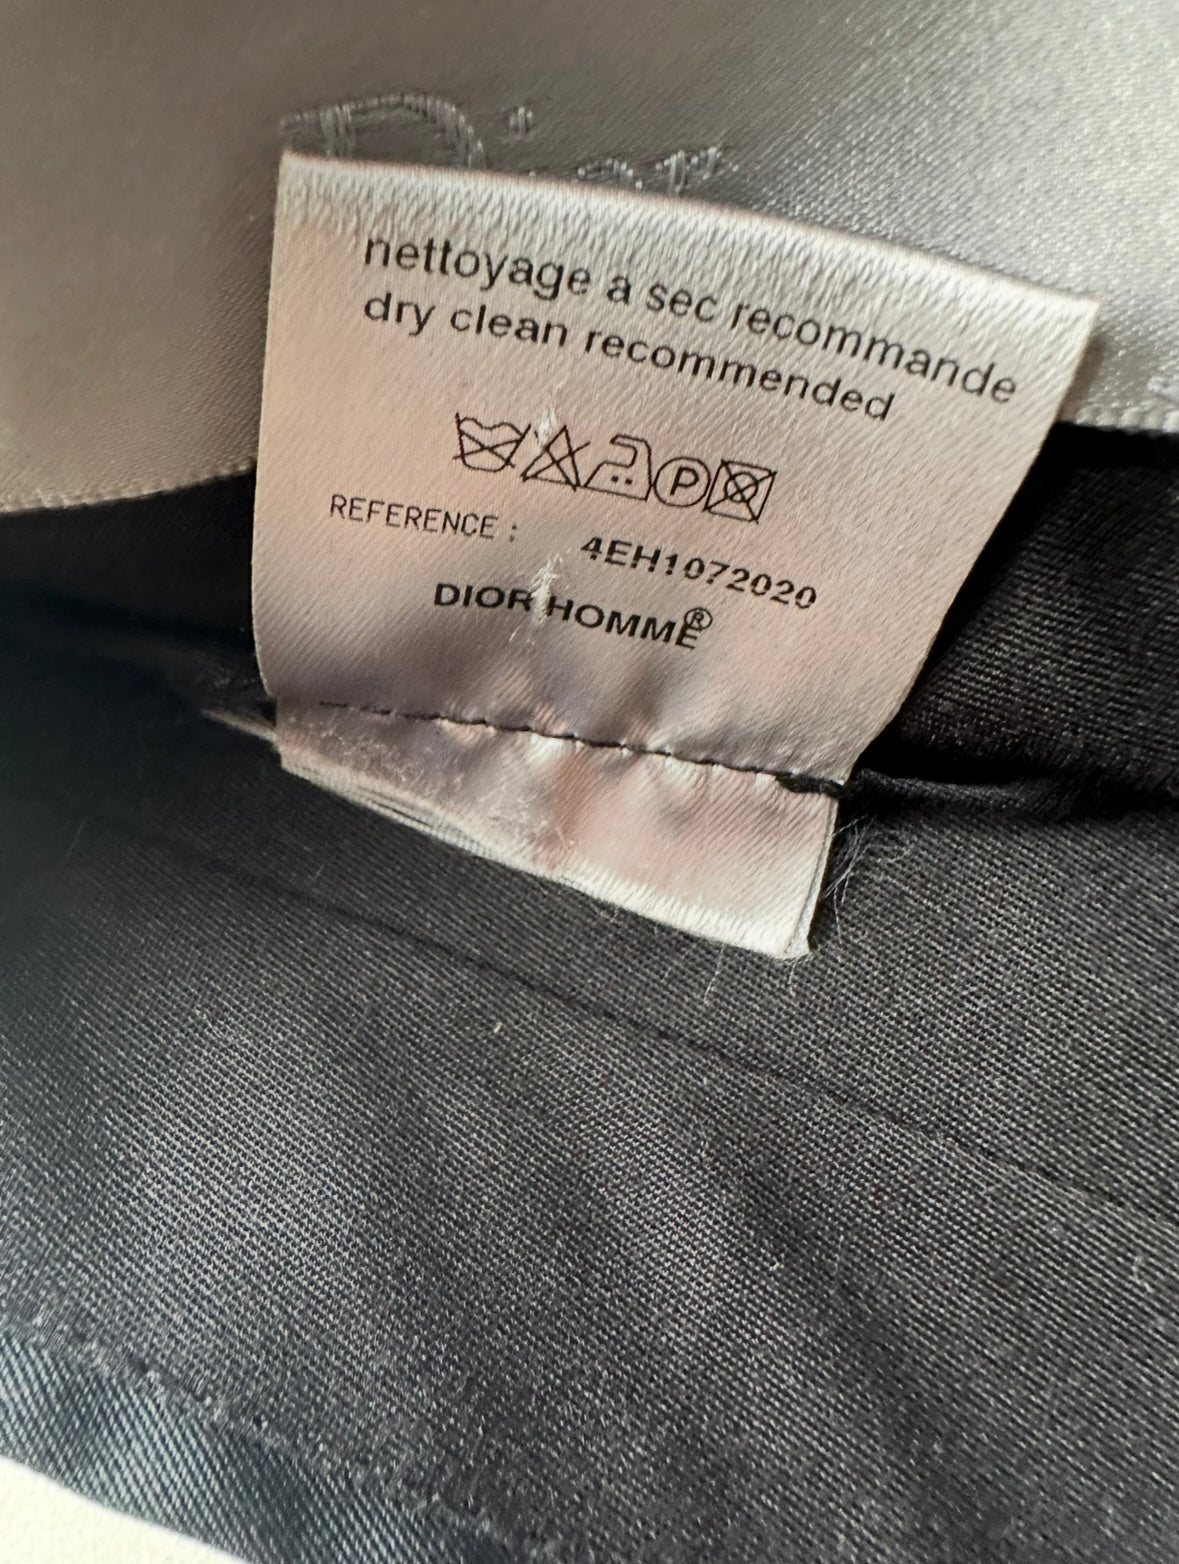 nettoyage a sec recommande
dry clean recommended
P
REFERENCE : 4EH1072020
DIOR HOMME®